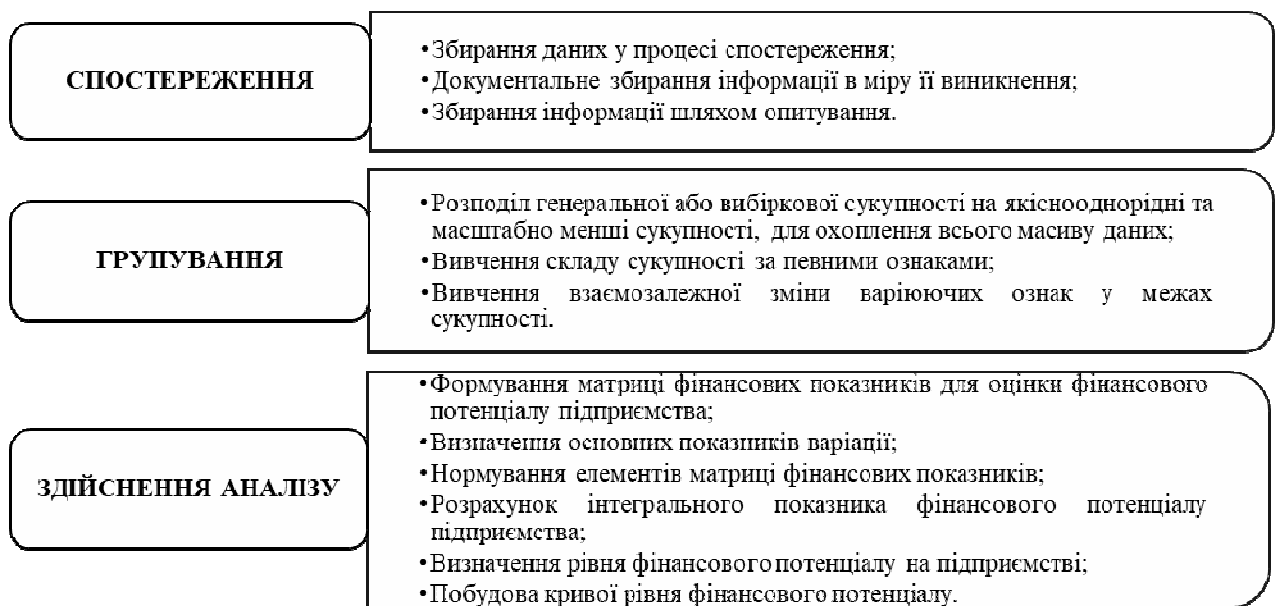 СПОСТЕРЕЖЕННЯ
•Збирання даних у процесі спостереження;
•Документальне збирання інформації в міру її виникнення;
•Збирання інформації шляхом опитування.
ГРУПУВАННЯ
•Розподіл генеральної або вибіркової сукупності на якіснооднорідні та
масштабно менші сукупності, для охоплення всього масиву даних;
•Вивчення складу сукупності за певними ознаками;
•Вивчення взаємозалежної зміни варіюючих ознак у межах
сукупності.
ЗДІЙСНЕННЯ АНАЛІЗУ
•Формування матриці фінансових показників для оцінки фінансового
потенціалу підприємства;
•Визначення основних показників варіації;
•Нормування елементів матриці фінансових показників;
•Розрахунок інтегрального показника фінансового потенціалу
підприємства;
•Визначення рівня фінансового потенціалу на підприємстві;
•Побудова кривої рівня фінансового потенціалу.